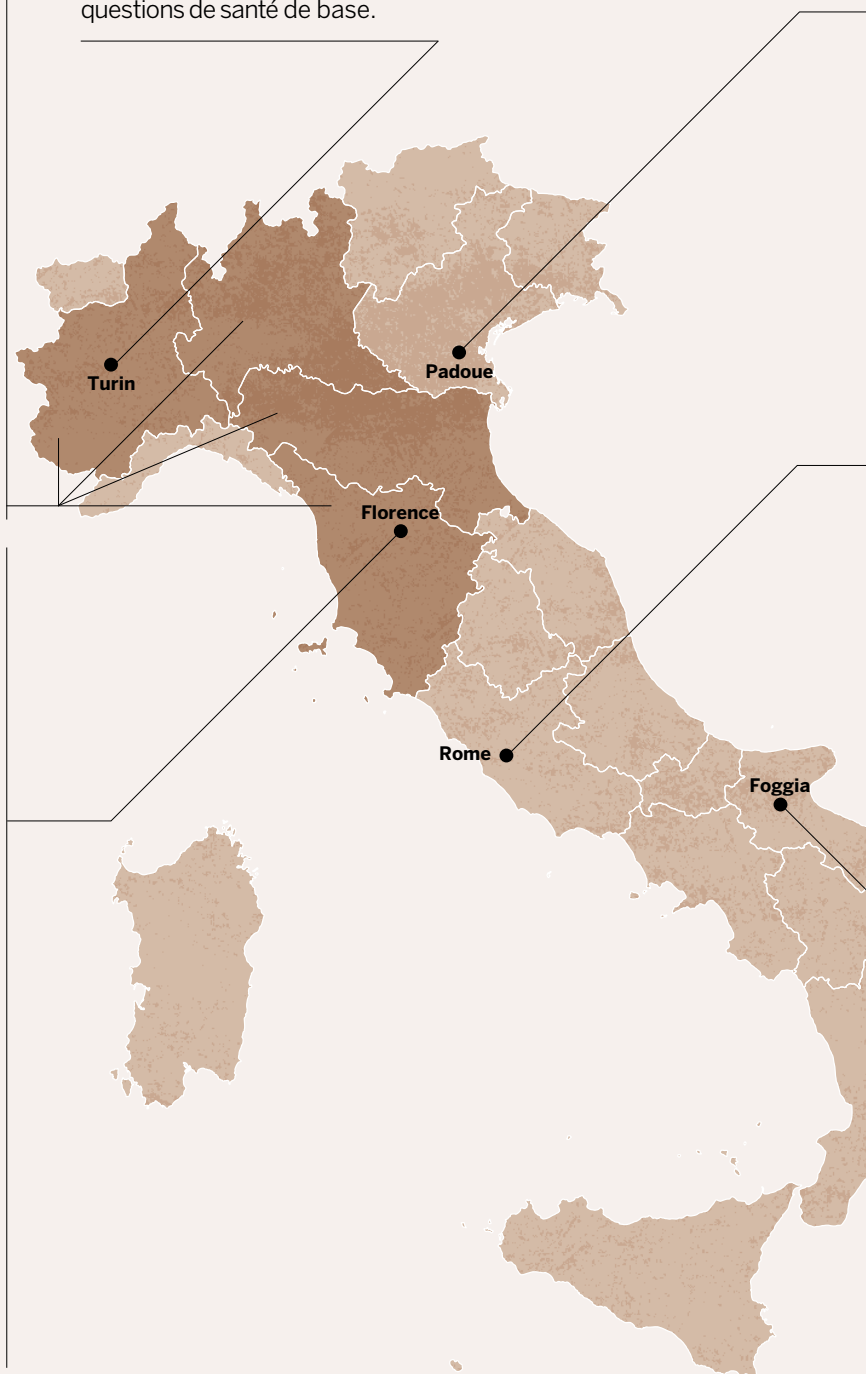 questions de santé de base.
Turin
Padoue
Florence
Rome
Foggia